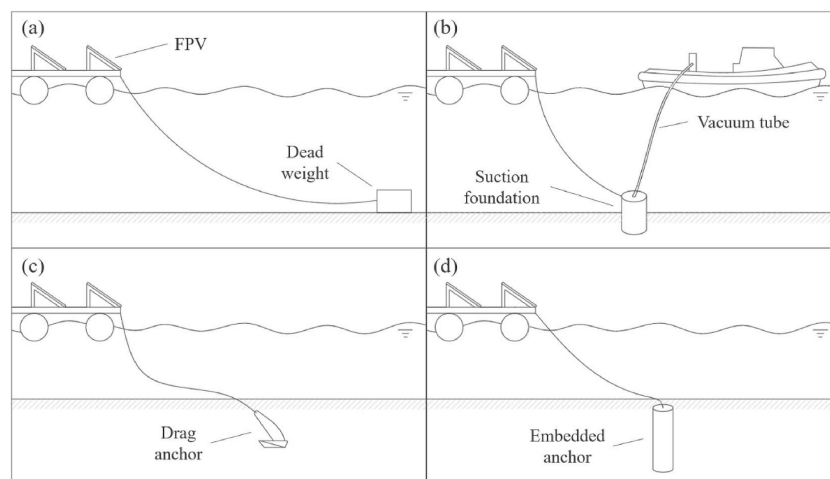 (a)
FPV
Dead
weight
(b)
Vacuum tube
Suction
foundation
(c)
Drag
anchor
(d)
Embedded
anchor